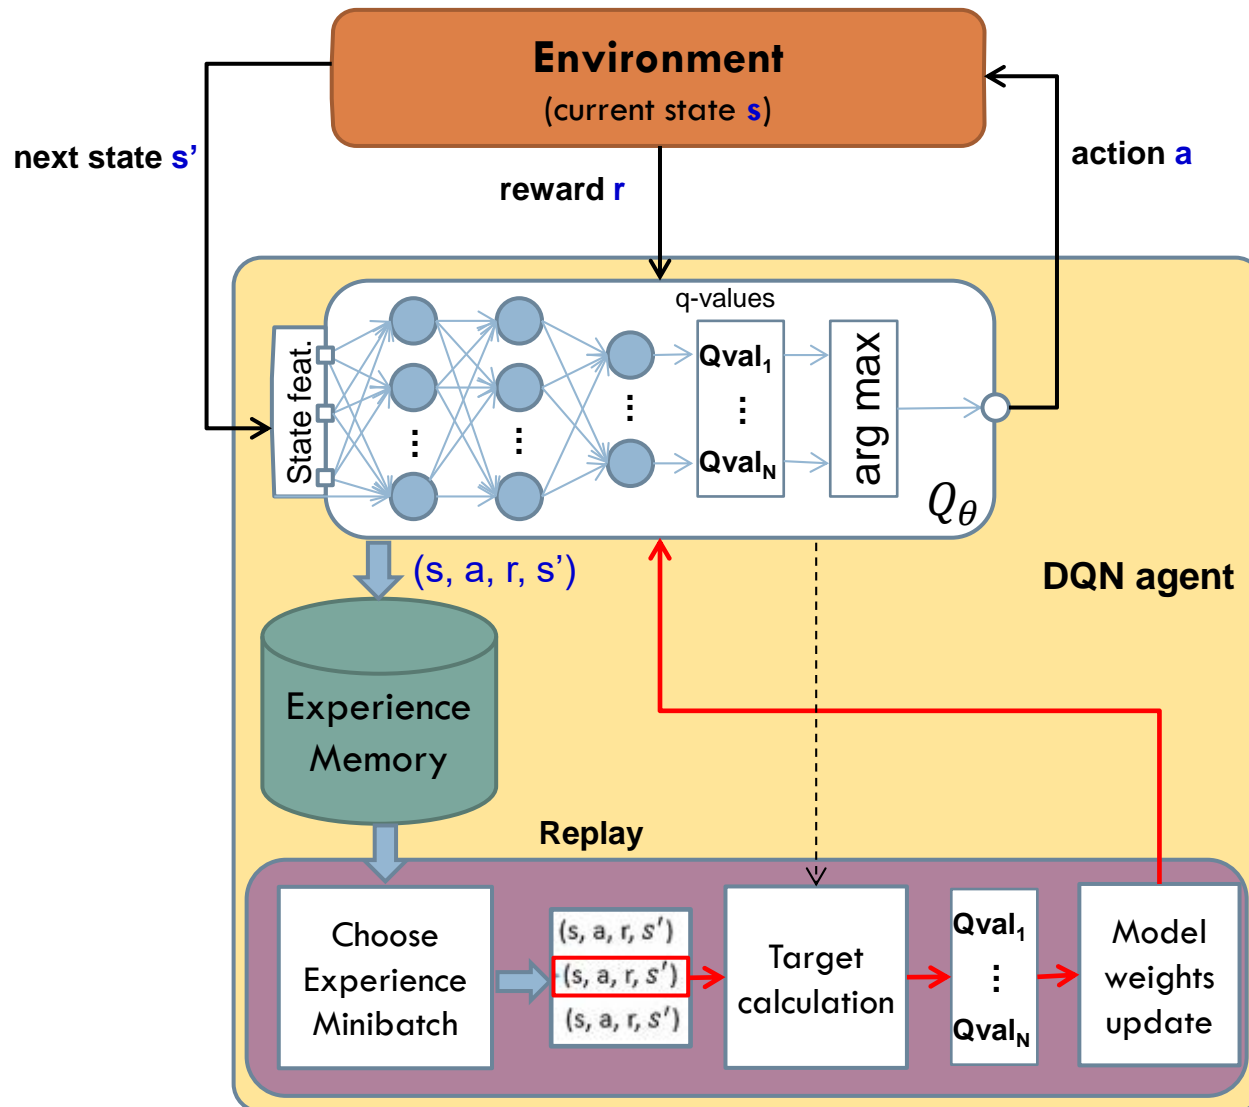 Environment
(current state s)
next state s’
reward r
action a
q-values
State feat.
Qval1
⋮
QvalN
arg max
⋮
⋮
⋮
Qθ
(s, a, r, s’)
DQN agent
Experience
Memory
Replay
Choose
Experience
Minibatch
(s, a, r, s′)
(s, a, r, s′)
(s, a, r, s′)
Target
calculation
Qval1
⋮
QvalN
Model
weights
update